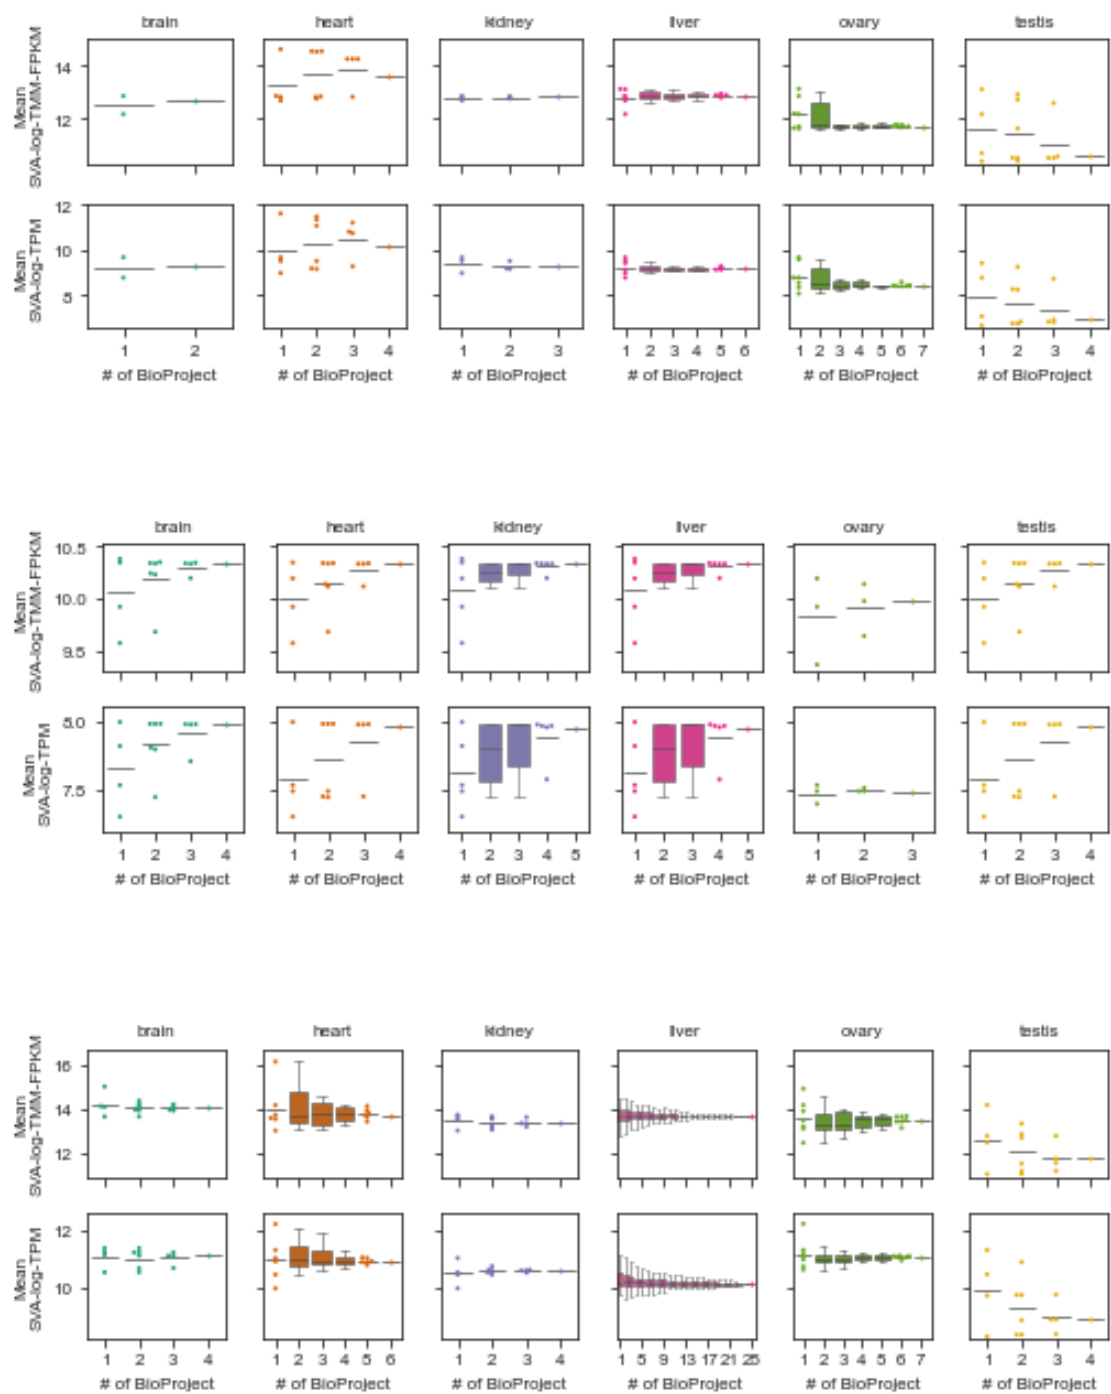 brain heart kidney liver ovary testis
Mean
SVA-log-TMM-FPKM
14
12
Mean
SVA-log-TPM
12
10
5
1 2 1 2 3 4 1 2 3 1 2 3 4 5 6 1 2 3 4 5 6 7 1 2 3 4
# of BioProject # of BioProject # of BioProject # of BioProject # of BioProject # of BioProject
brain heart kidney liver ovary testis
Mean
SVA-log-TMM-FPKM
10.5
10.0
9.5
Mean
SVA-log-TPM
5.0
7.5
1 2 3 4 1 2 3 4 1 2 3 4 5 1 2 3 4 5 1 2 3 1 2 3 4
# of BioProject # of BioProject # of BioProject # of BioProject # of BioProject # of BioProject
brain heart kidney liver ovary testis
Mean
SVA-log-TMM-FPKM
16
14
12
Mean
SVA-log-TPM
12
10
1 2 3 4 1 2 3 4 5 6 1 2 3 4 1 5 9 13 17 21 25 1 2 3 4 5 6 7 1 2 3 4
# of BioProject # of BioProject # of BioProject # of BioProject # of BioProject # of BioProject